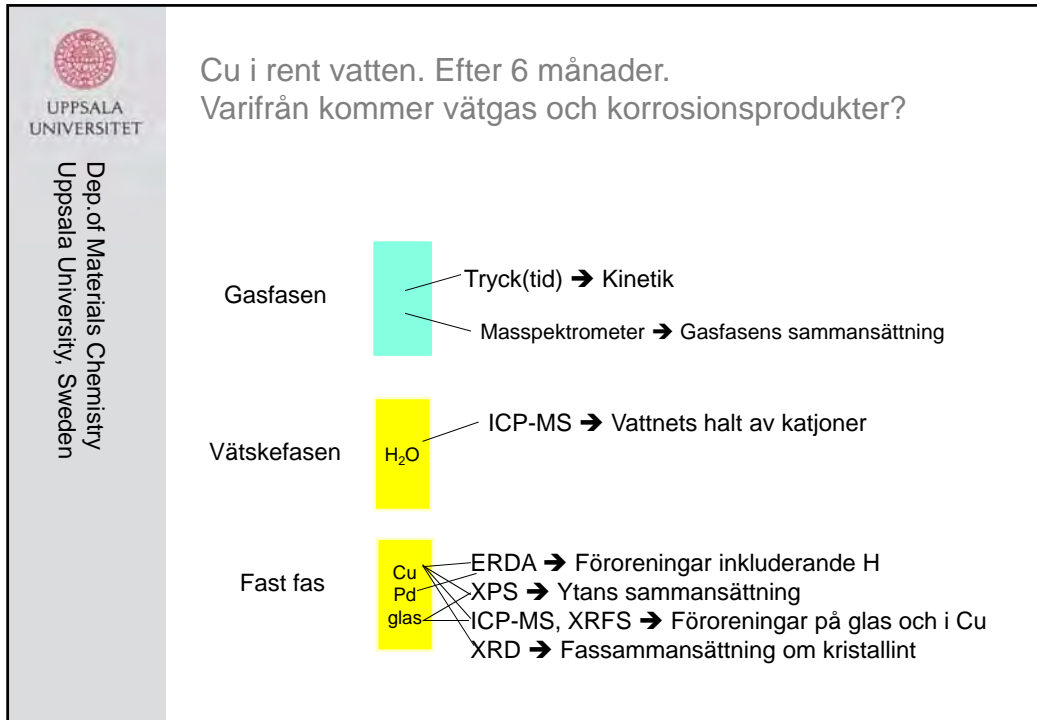 UPPSALA
UNIVERSITET
Dep.of Materials Chemistry
Uppsala University, Sweden
Cu i rent vatten. Efter 6 månader.
Varifrån kommer vätgas och korrosionsprodukter?
Gasfasen
Tryck(tid) ➔ Kinetik
Masspektrometer ➔ Gasfasens sammansättning
Vätskefasen
H₂O
ICP-MS ➔ Vattnets halt av katjoner
Fast fas
Cu
Pd
glas
ERDA ➔ Föroreningar inkluderande H
XPS ➔ Ytans sammansättning
ICP-MS, XRFS ➔ Föroreningar på glas och i Cu
XRD ➔ Fassammansättning om kristallint